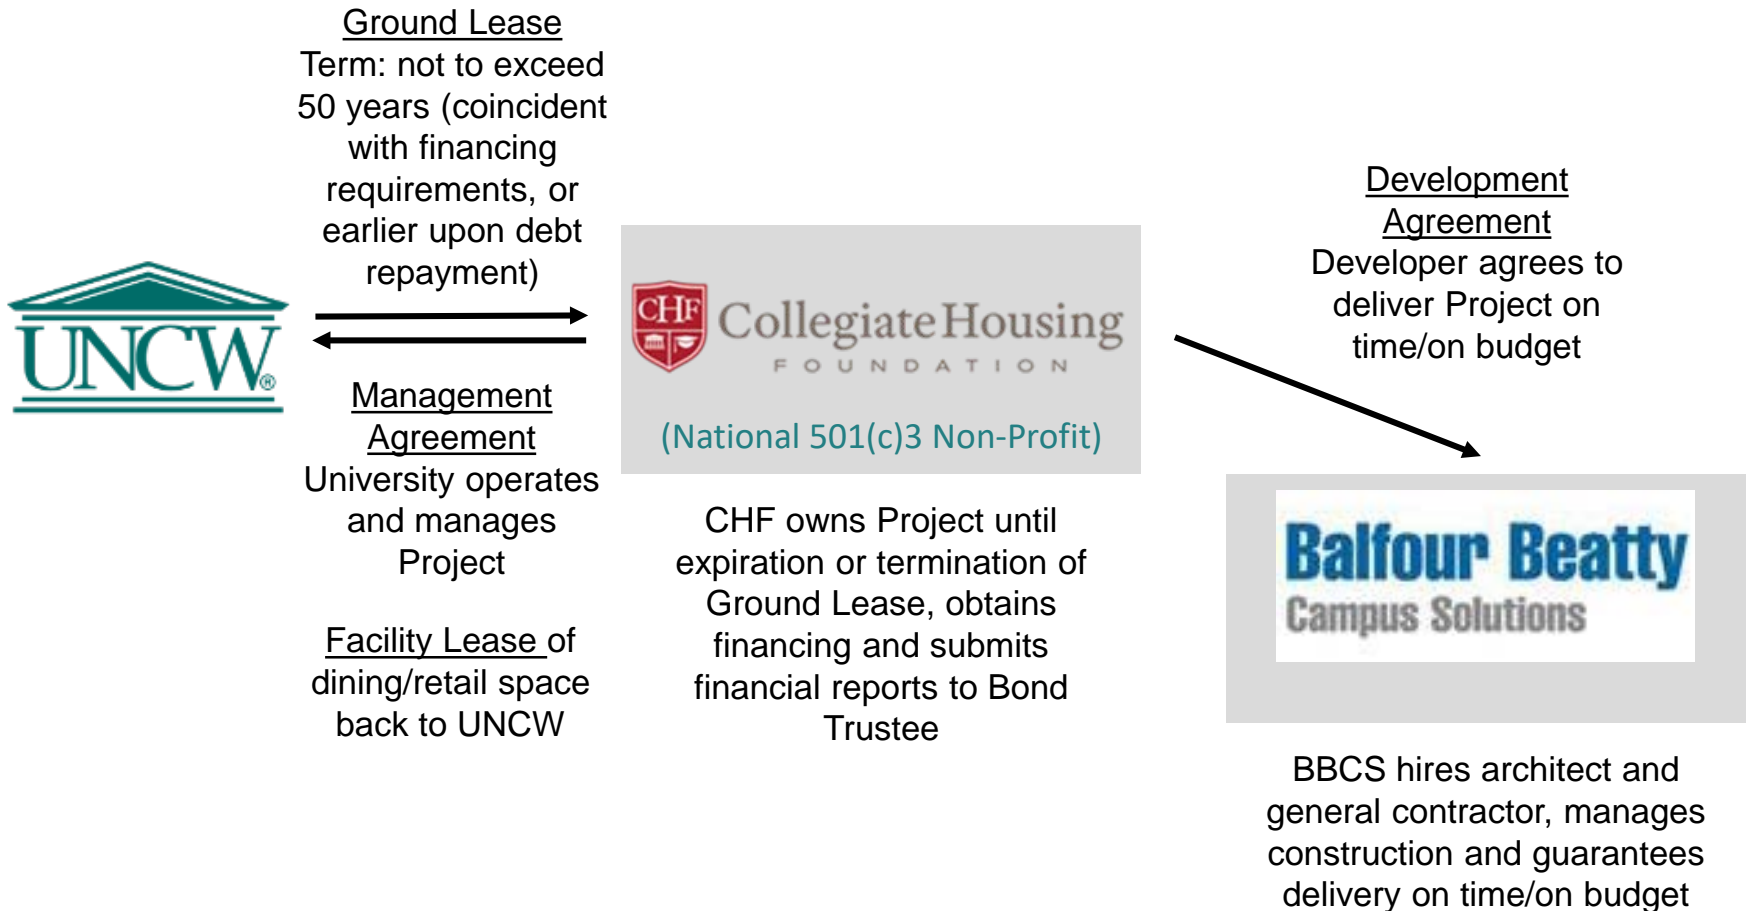 Ground Lease
Term: not to exceed
50 years (coincident
with financing
requirements, or
earlier upon debt
repayment)
UNCW®
Management
Agreement
University operates
and manages
Project
Facility Lease of
dining/retail space
back to UNCW
CHF
Collegiate Housing
FOUNDATION
(National 501(c)3 Non-Profit)
CHF owns Project until
expiration or termination of
Ground Lease, obtains
financing and submits
financial reports to Bond
Trustee
Development
Agreement
Developer agrees to
deliver Project on
time/on budget
Balfour Beatty
Campus Solutions
BBCS hires architect and
general contractor, manages
construction and guarantees
delivery on time/on budget